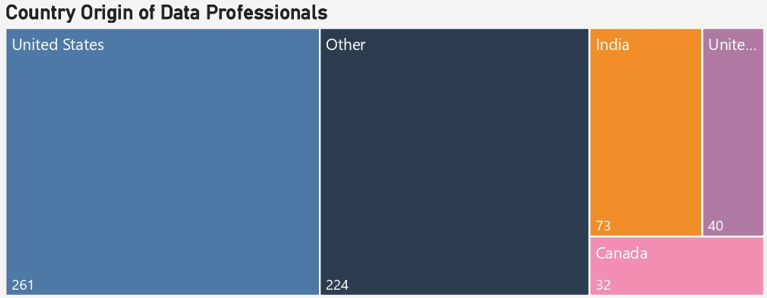 Country Origin of Data Professionals
United States
261
Other
224
India
73
Unite...
40
Canada
32